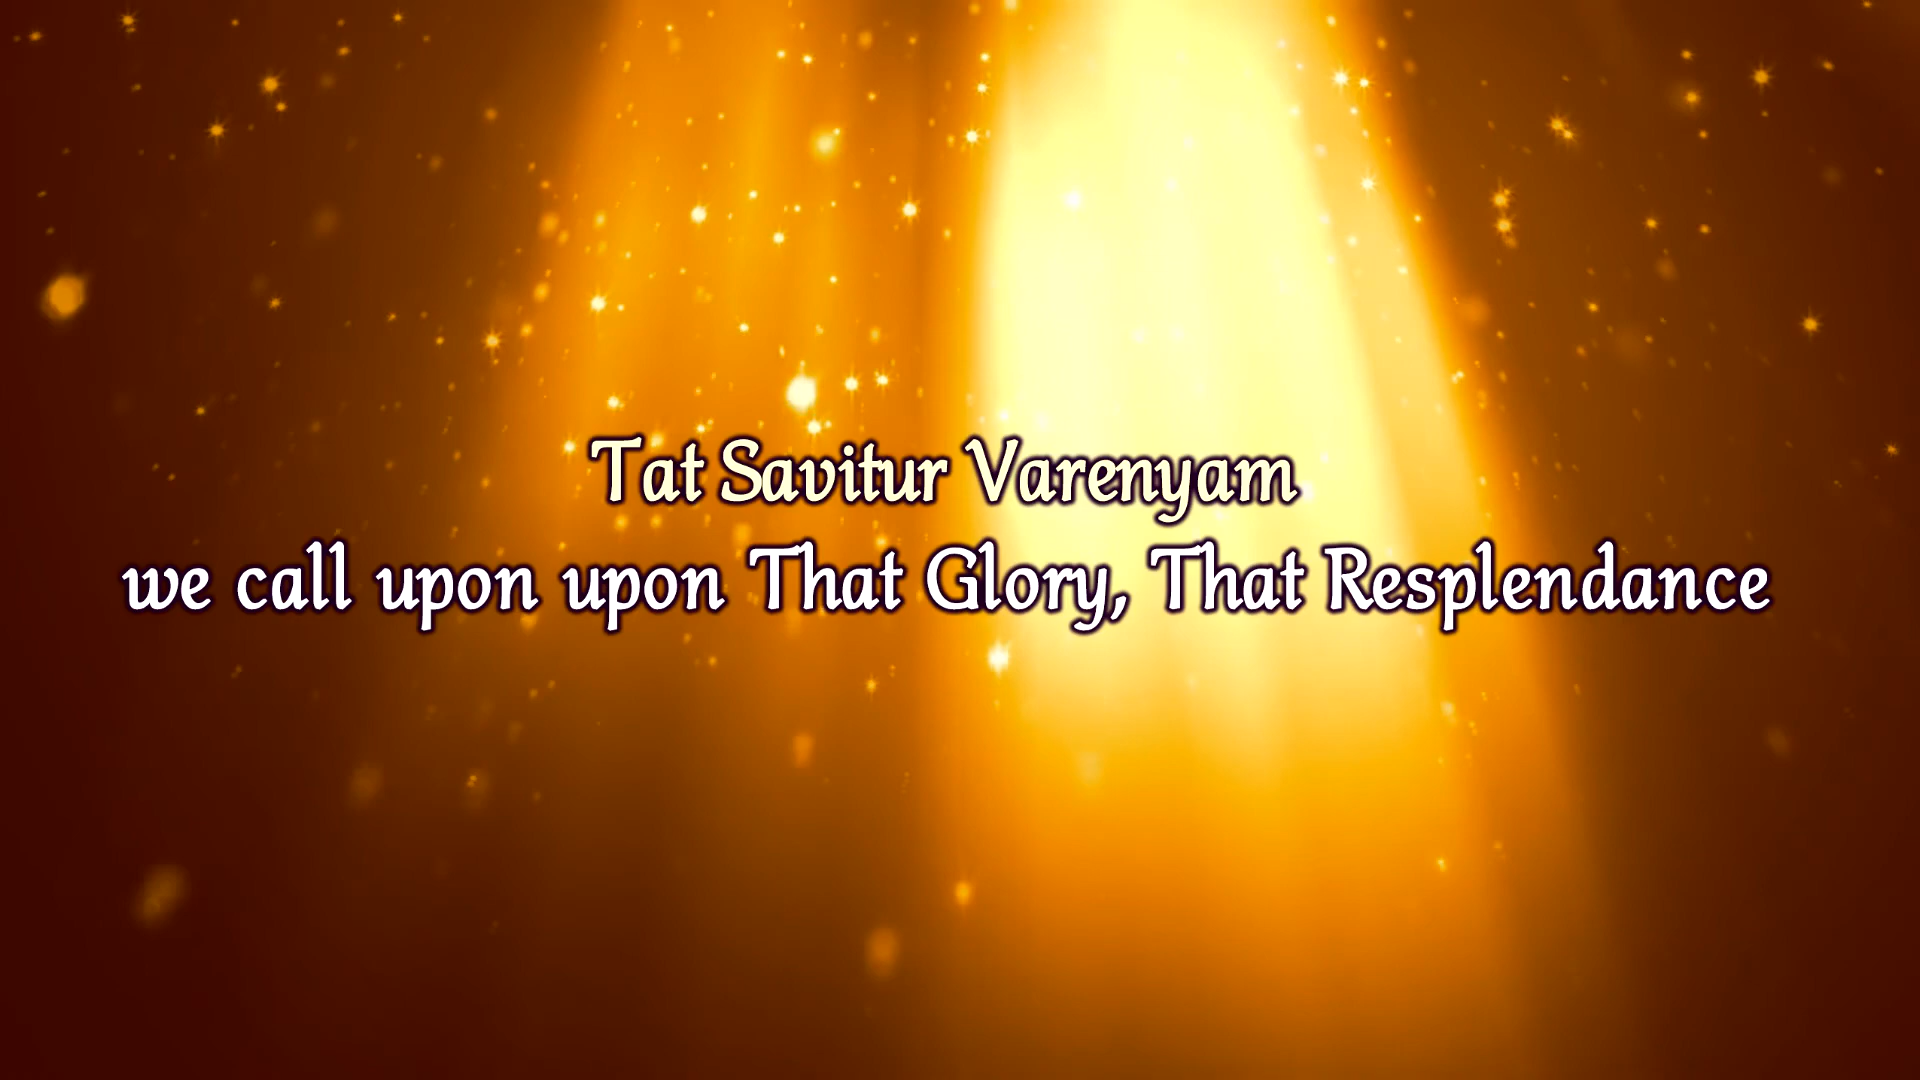 Tat Savitur Varenyam
we call upon upon That Glory, That Resplendance